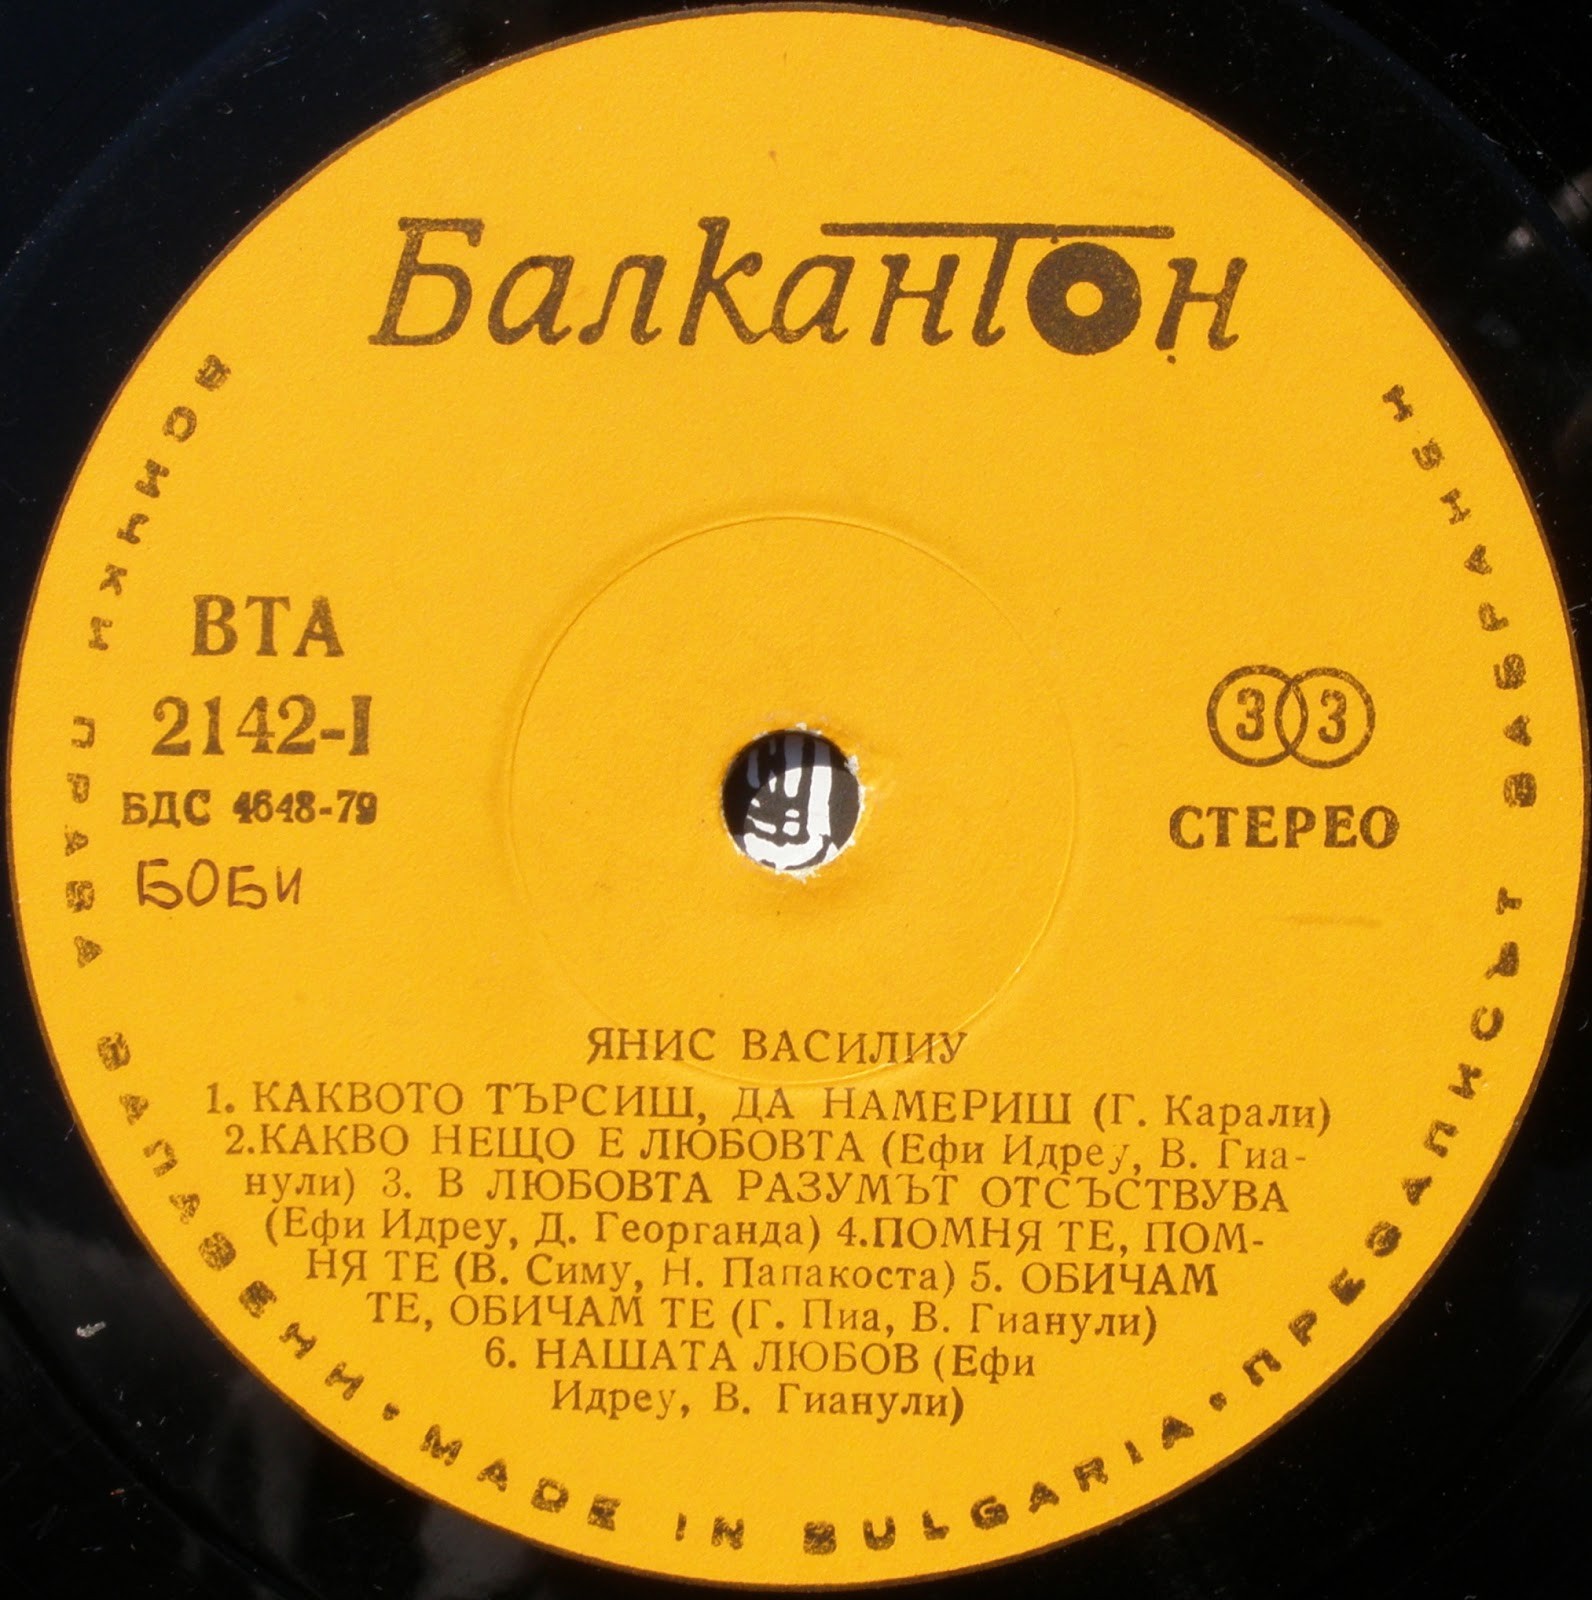 Балкантон
ВТА
2142-I
БДС 4648-79
БОБИ
33
СТЕРЕО
ЯНИС ВАСИЛИУ
1. КАКВОТО ТЪРСИШ, ДА НАМЕРИШ (Г. Карали)
2.КАКВО НЕЩО Е ЛЮБОВТА (Ефи Идреу, В. Гиа-
нули) 3. В ЛЮБОВТА РАЗУМЪТ ОТСЪСТВУВА
(Ефи Идреу, Д. Георганда) 4.ПОМНЯ ТЕ, ПОМ-
НЯ ТЕ (В. Симу, Н. Папакоста) 5. ОБИЧАМ
ТЕ, ОБИЧАМ ТЕ (Г. Пиа, В. Гианули)
6. НАШАТА ЛЮБОВ (Ефи
Идреу, В. Гианули)
ВСИЧКИ ПРАВА ЗАПАЗЕНИ • MADE IN BULGARIA • ПРЕЗАПИСЪТ ЗАБРАНЕН